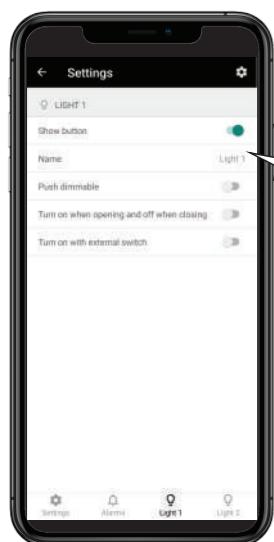 Settings
LIGHT 1
Show button
Name Light 1
Push dimmable
Turn on when opening and off when closing
Turn on with external switch
Settings Alarms Light 1 Light 2